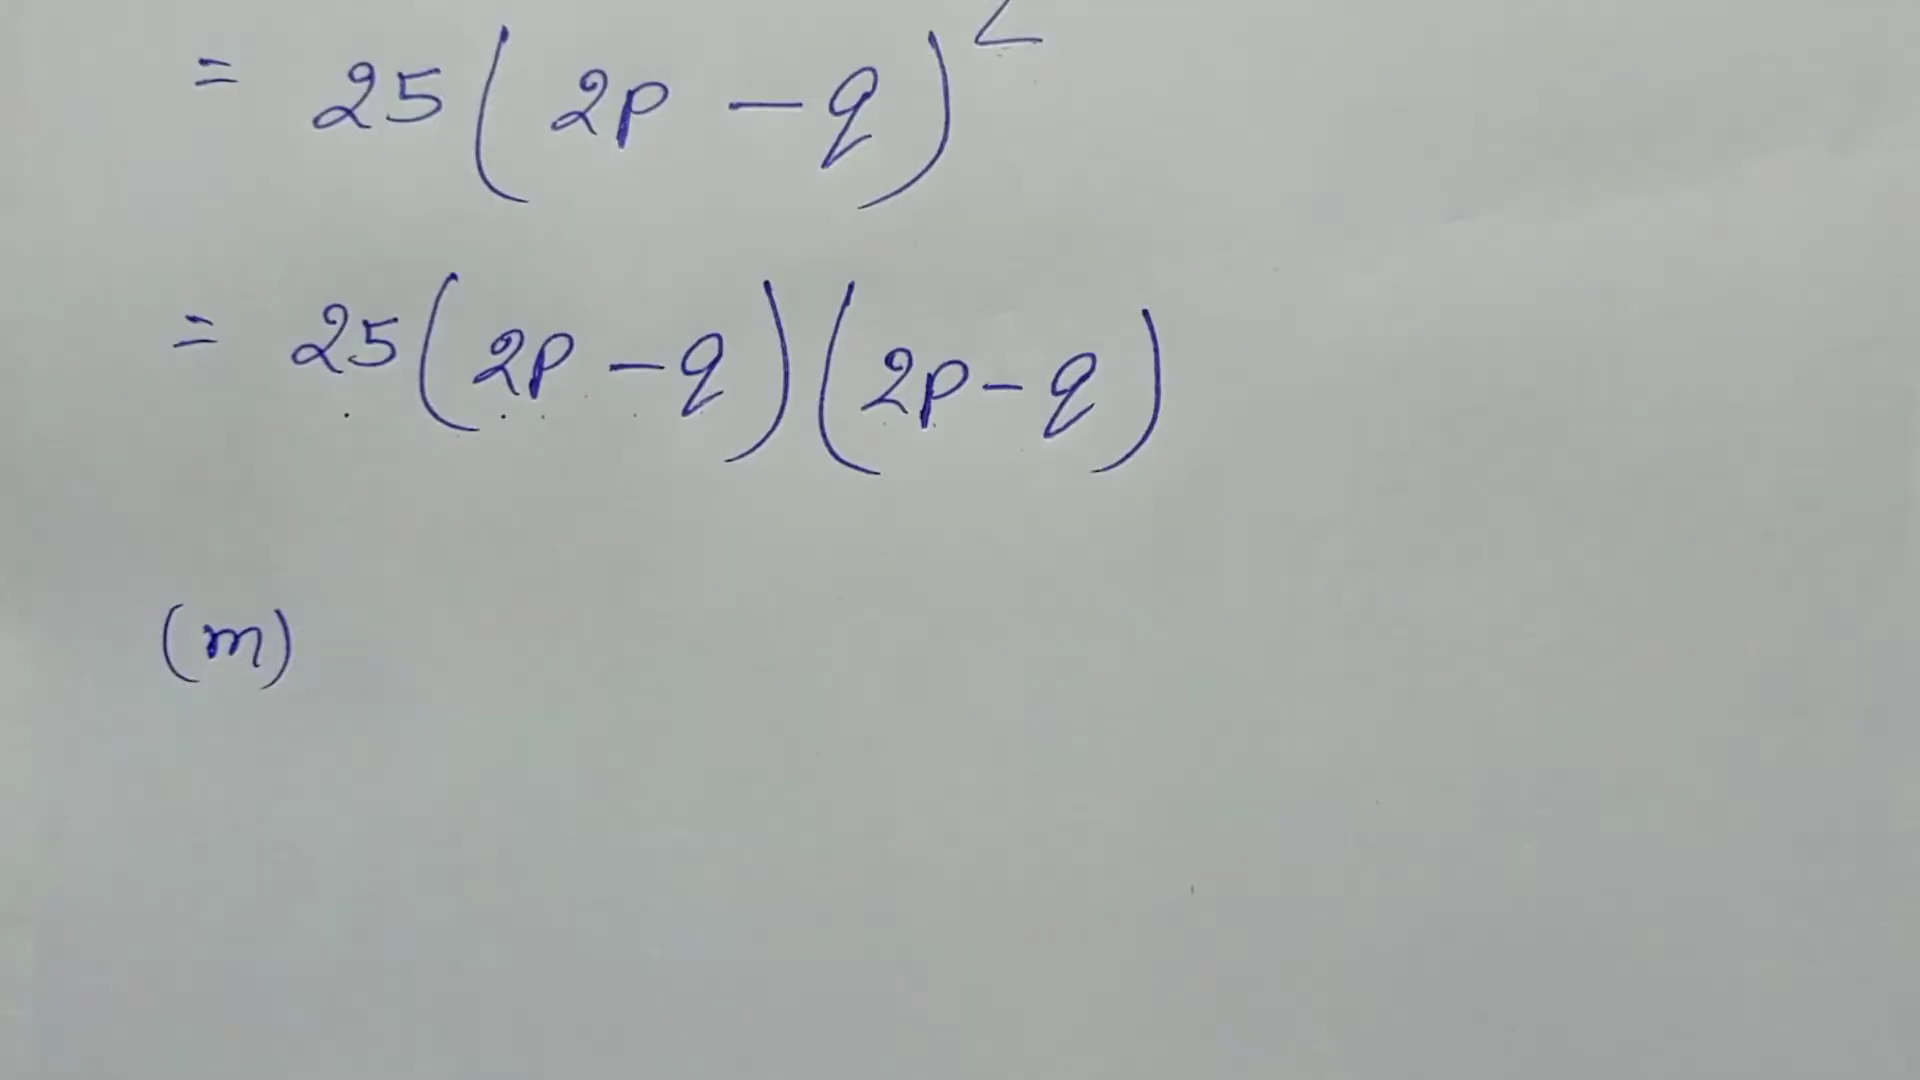 = 25 (2p - q)²
= 25 (2p - q) (2p - q)
(m)